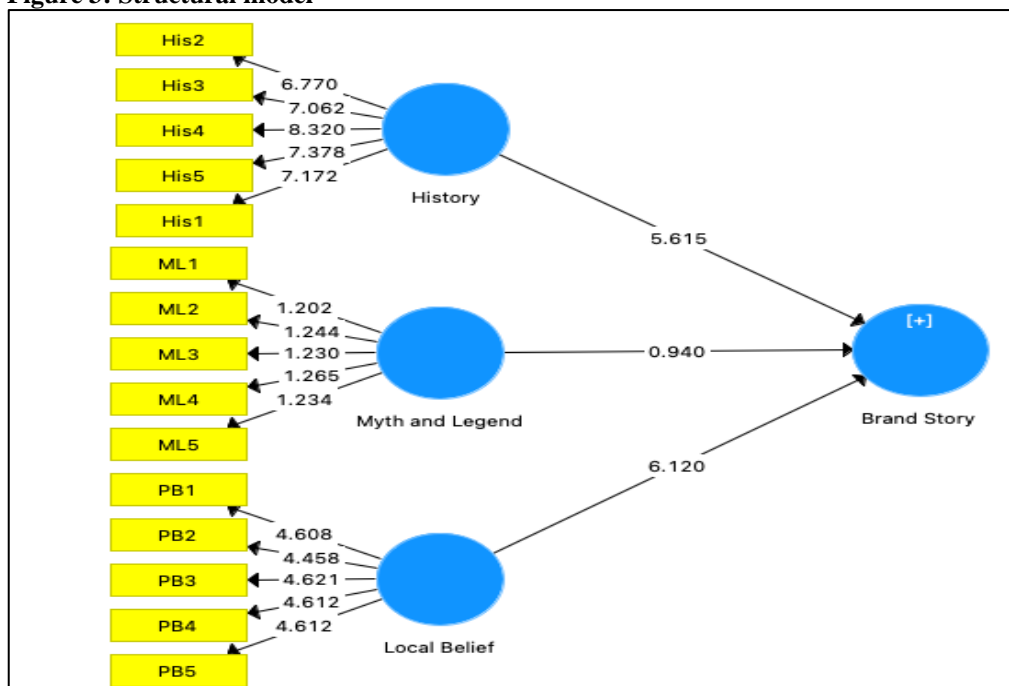 Figure 3: Structural model
His2
His3
His4
His5
His1
6.770
7.062
8.320
7.378
7.172
History
5.615
ML1
ML2
ML3
ML4
ML5
1.202
1.244
1.230
1.265
1.234
Myth and Legend
0.940
[+]
Brand Story
PB1
PB2
PB3
PB4
PB5
4.608
4.458
4.621
4.612
4.612
Local Belief
6.120